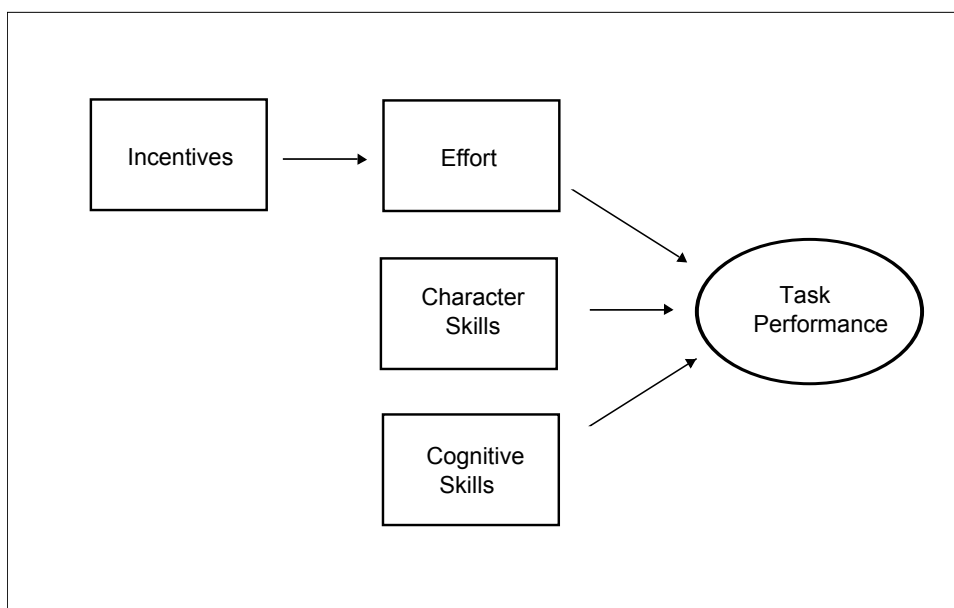 Incentives
Effort
Character
Skills
Cognitive
Skills
Task
Performance